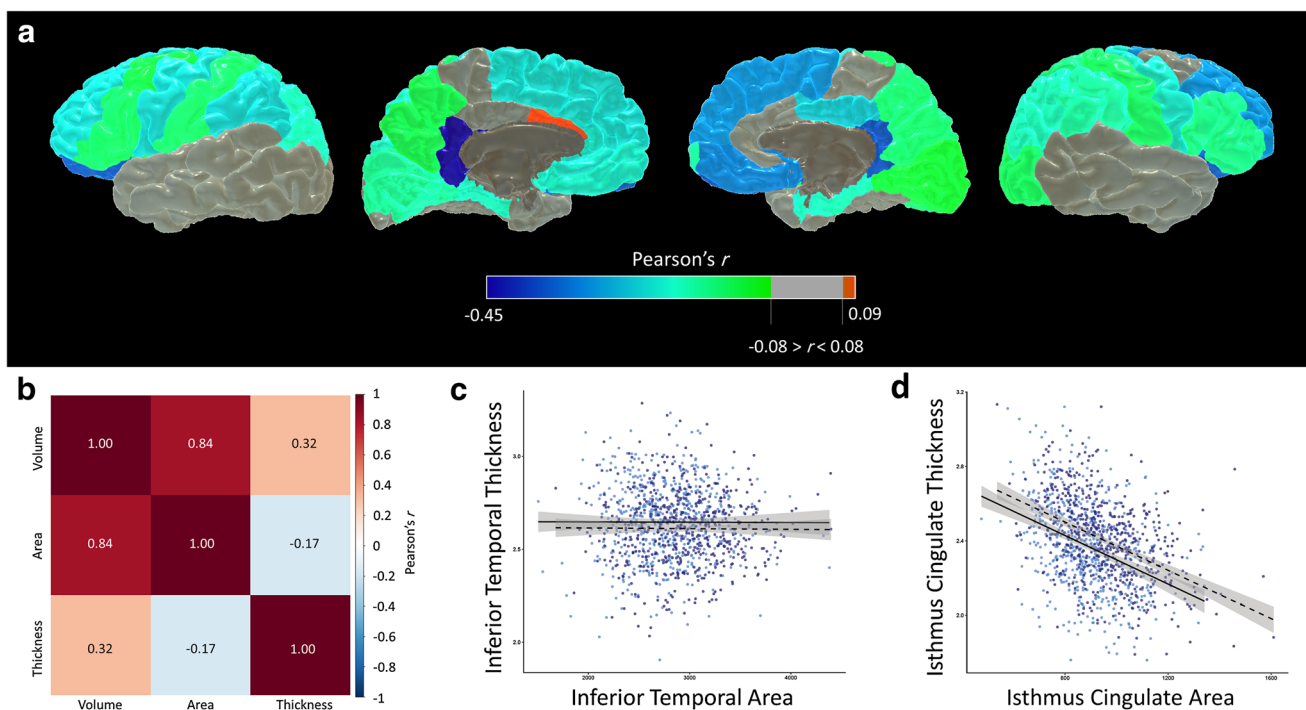 a
Pearson's r
-0.45
0.09
-0.08 > r < 0.08
b
Volume
Area
Thickness
1.00
0.84
0.32
0.84
1.00
-0.17
0.32
-0.17
1.00
Volume
Area
Thickness
1
0.8
0.6
0.4
0.2
0
-0.2
-0.4
-0.6
-0.8
-1
Pearson's r
c
Inferior Temporal Thickness
3.0
2.5
2.0
2000
3000
4000
Inferior Temporal Area
d
Isthmus Cingulate Thickness
3.2
2.8
2.4
2.0
800
1200
1600
Isthmus Cingulate Area